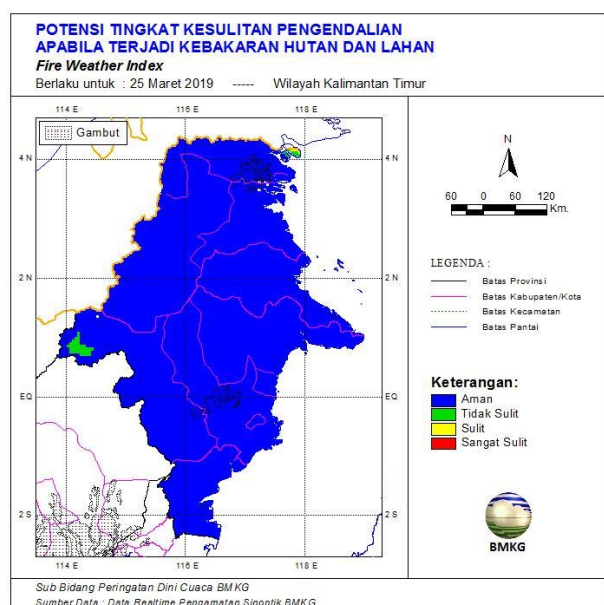 POTENSI TINGKAT KESULITAN PENGENDALIAN
APABILA TERJADI KEBAKARAN HUTAN DAN LAHAN
Fire Weather Index
Berlaku untuk : 25 Maret 2019 ----- Wilayah Kalimantan Timur
114 E 116 E 118 E
Gambut
4 N 4 N
2 N 2 N
EQ EQ
2 S 2 S
114 E 116 E 118 E
N
60 0 60 120
Km.
LEGENDA :
Batas Provinsi
Batas Kabupaten/Kota
Batas Kecamatan
Batas Pantai
Keterangan:
Aman
Tidak Sulit
Sulit
Sangat Sulit
BMKG
Sub Bidang Peringatan Dini Cuaca BMKG
Sumber Data : Data Realtime Pengamatan Sinoptik BMKG